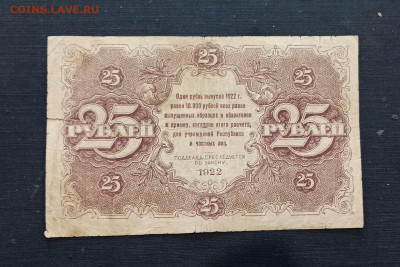 COINS.LAVE.RU
25
25
25
Один рубль выпуска 1922 г.
равен 10.000 рублей всех ранее
выпущенных образцов и обязателен
к приему, согласно этого расчета,
для учреждений Республики
и частных лиц.
25 РУБЛЕЙ
25 РУБЛЕЙ
ПОДДЕЛКА ПРЕСЛЕДУЕТСЯ
ПО ЗАКОНУ.
1922
25
25
25